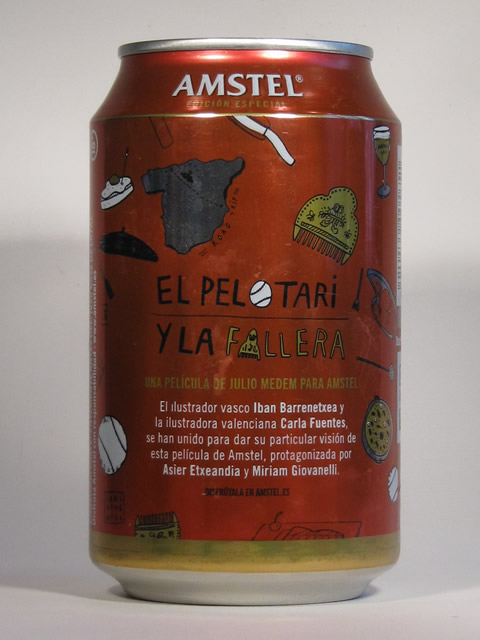 AMSTEL®
EDICIÓN ESPECIAL
ROAD TRIP
EL PELOTARI
Y LA FALLERA
UNA PELÍCULA DE JULIO MEDEM PARA AMSTEL
El ilustrador vasco Iban Barrenetxea y
la ilustradora valenciana Carla Fuentes,
se han unido para dar su particular visión de
esta película de Amstel, protagonizada por
Asier Etxeandia y Miriam Giovanelli.
DISFRÚTALA EN AMSTEL.ES